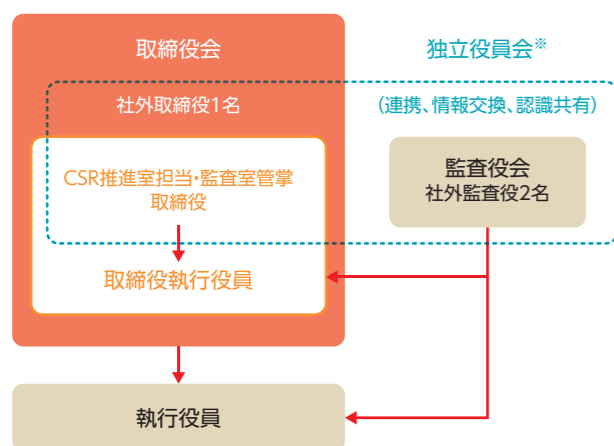 取締役会
独立役員会※
社外取締役1名
(連携、情報交換、認識共有)
CSR推進室担当・監査室管掌
取締役
監査役会
社外監査役2名
取締役執行役員
執行役員